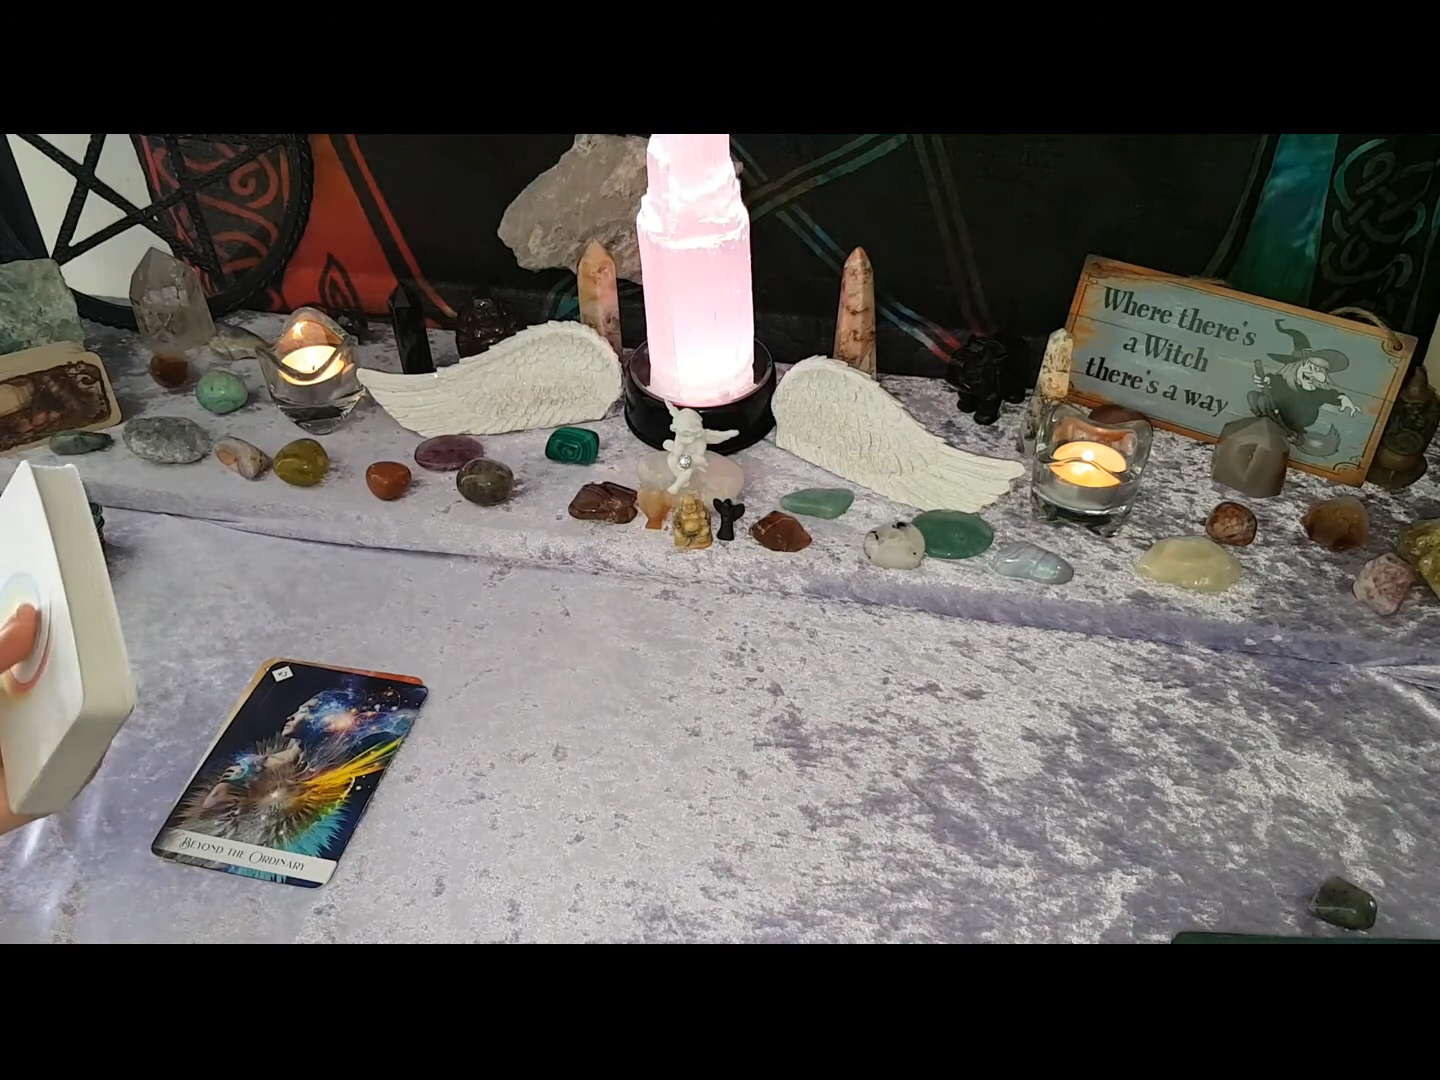 Where there's
a Witch
there's a way
Beyond the Ordinary